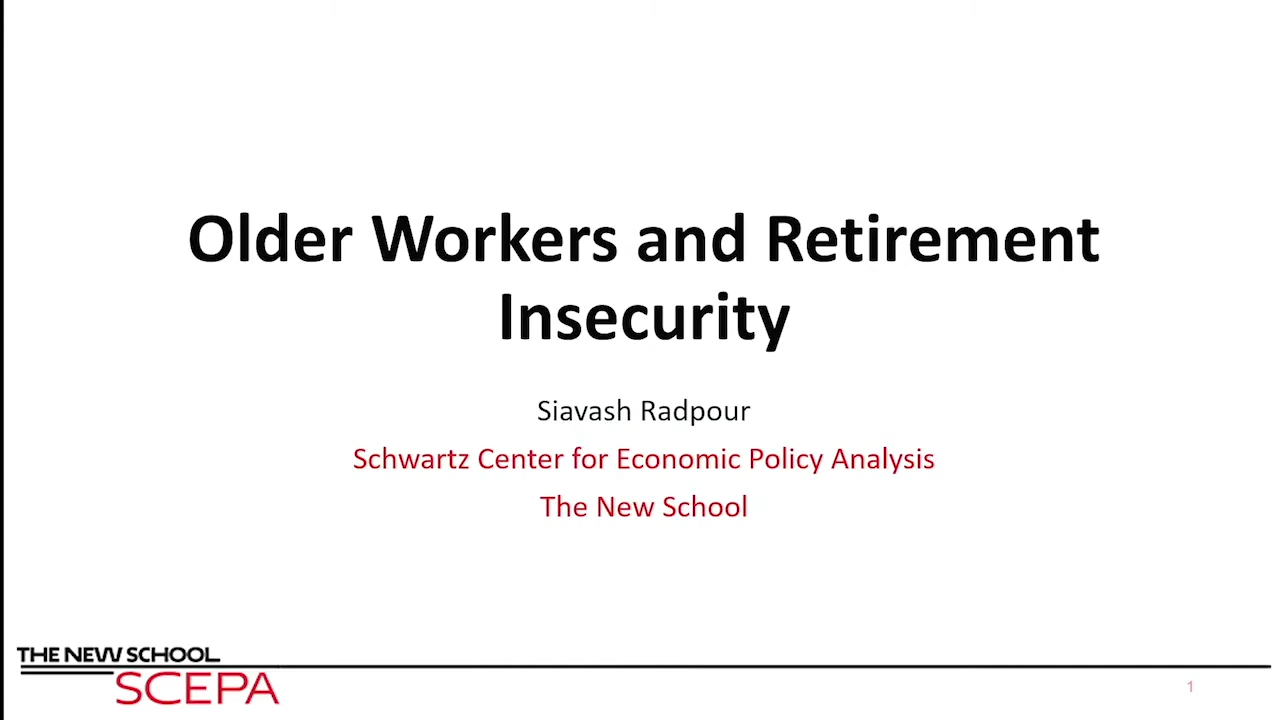 Older Workers and Retirement
Insecurity
Siavash Radpour
Schwartz Center for Economic Policy Analysis
The New School
THE NEW SCHOOL
SCEPA
1